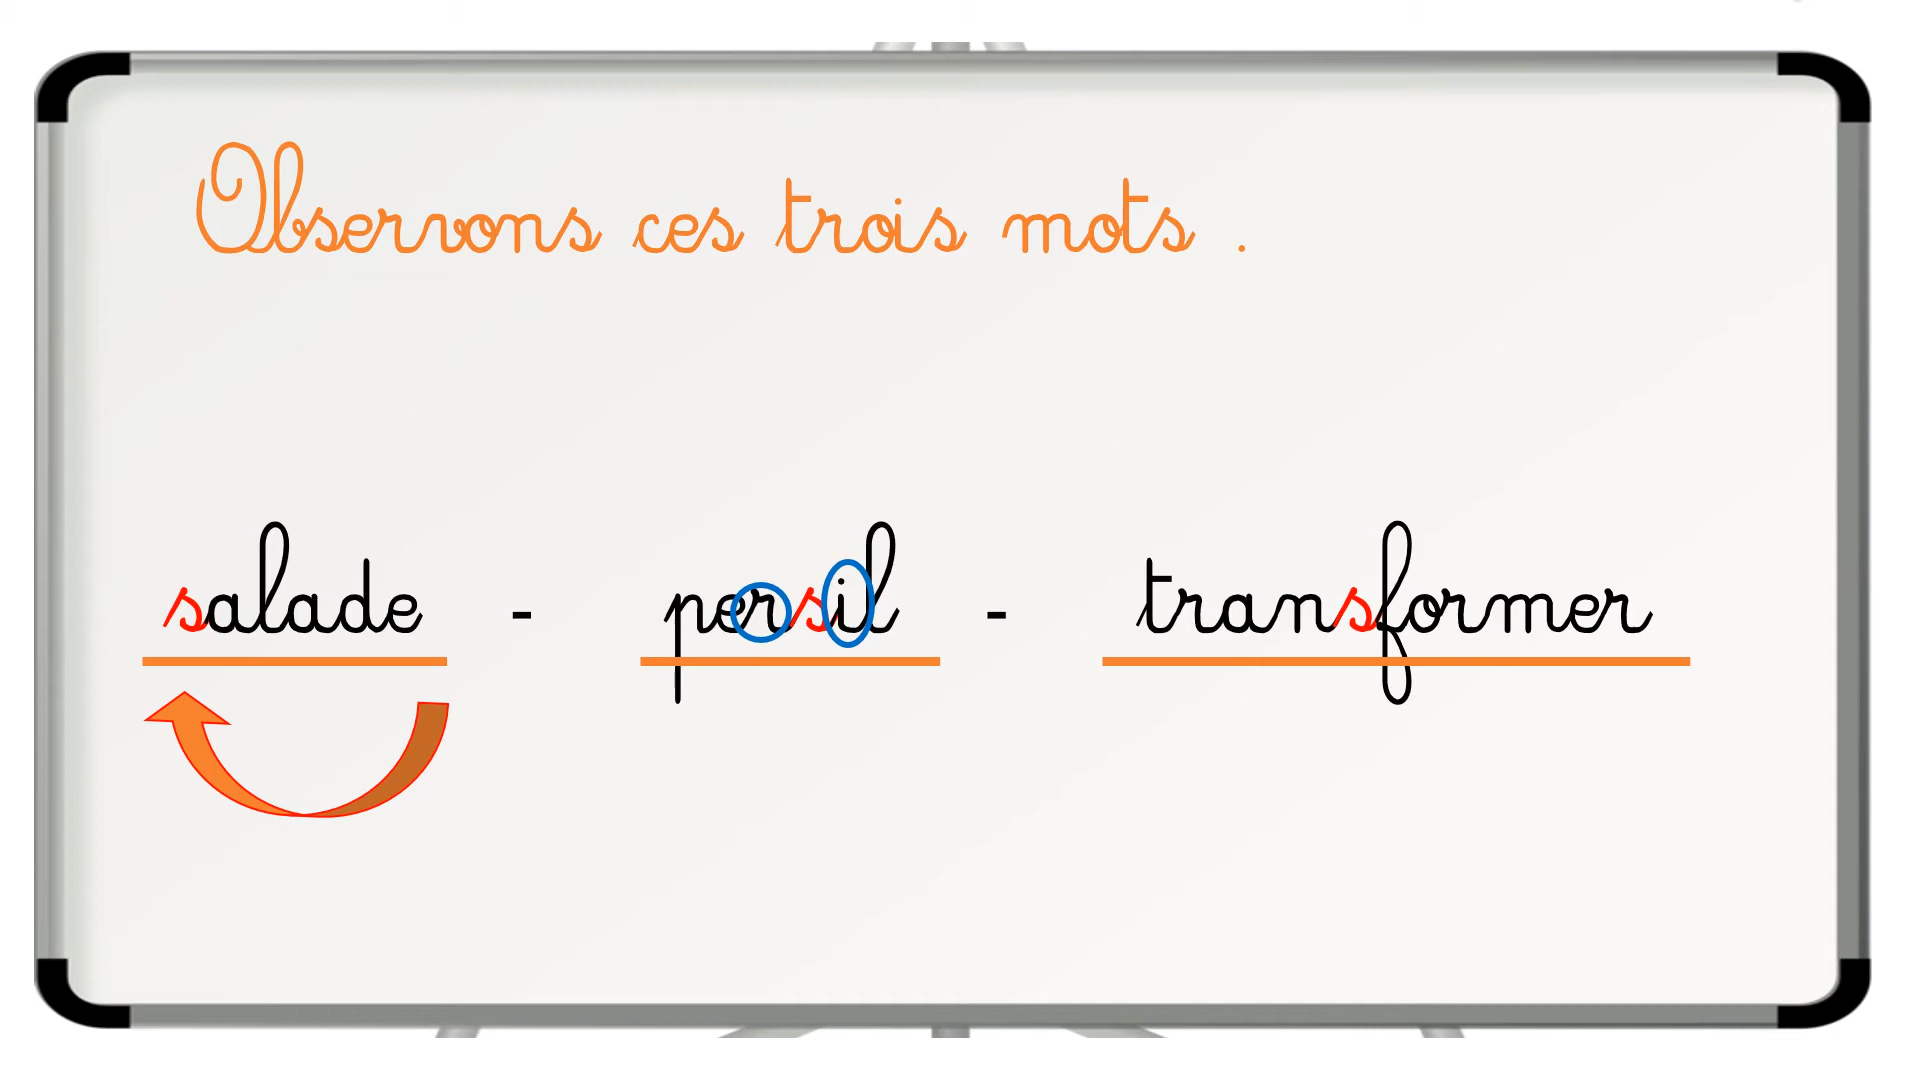 Observons ces trois mots .
salade - persil - transformer